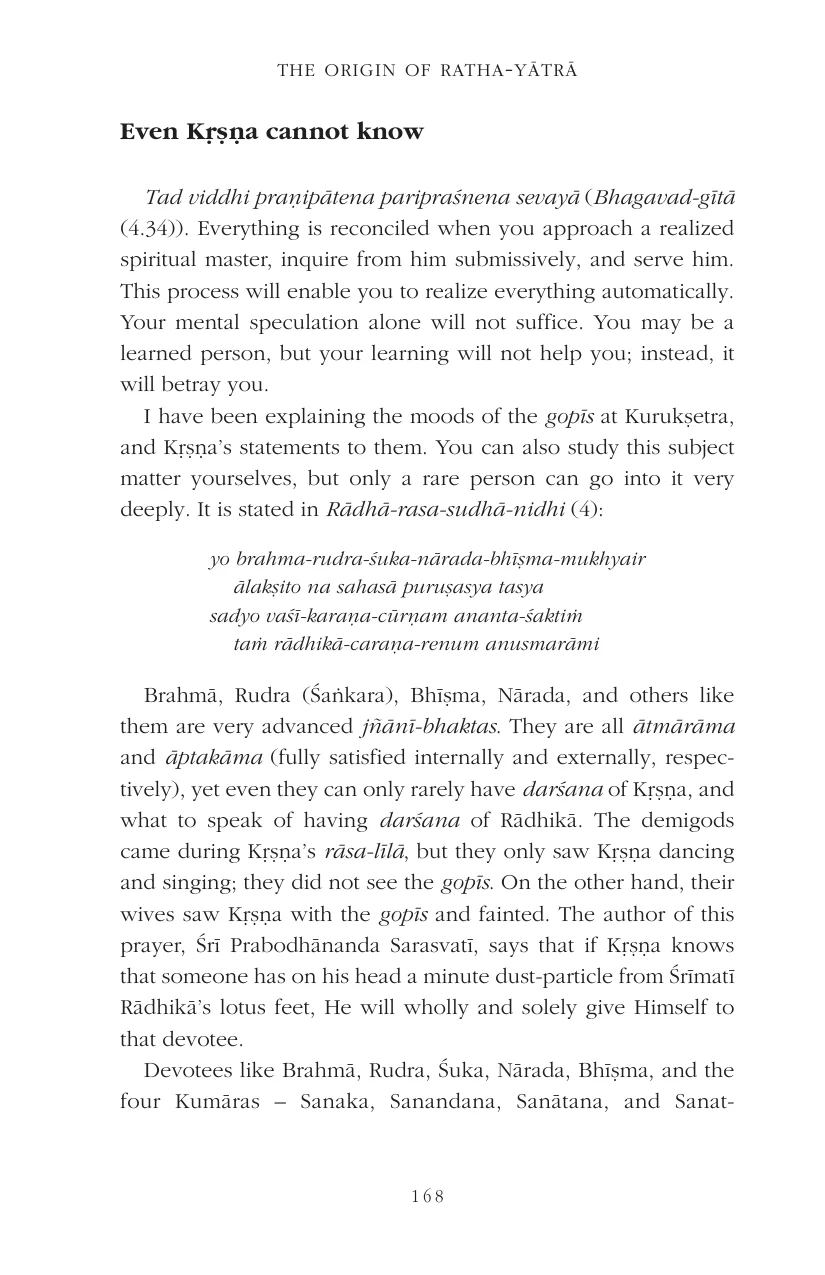 THE ORIGIN OF RATHA-YĀTRĀ
Even Kṛṣṇa cannot know
Tad viddhi praṇipātena paripraśnena sevayā (Bhagavad-gītā
(4.34)). Everything is reconciled when you approach a realized
spiritual master, inquire from him submissively, and serve him.
This process will enable you to realize everything automatically.
Your mental speculation alone will not suffice. You may be a
learned person, but your learning will not help you; instead, it
will betray you.
I have been explaining the moods of the gopīs at Kurukṣetra,
and Kṛṣṇa's statements to them. You can also study this subject
matter yourselves, but only a rare person can go into it very
deeply. It is stated in Rādhā-rasa-sudhā-nidhi (4):
yo brahma-rudra-śuka-nārada-bhīṣma-mukhyair
ālakṣito na sahasā puruṣasya tasya
sadyo vaśī-karaṇa-cūrṇam ananta-śaktiṁ
taṁ rādhikā-caraṇa-renum anusmarāmi
Brahmā, Rudra (Śaṅkara), Bhīṣma, Nārada, and others like
them are very advanced jñānī-bhaktas. They are all ātmārāma
and āptakāma (fully satisfied internally and externally, respec-
tively), yet even they can only rarely have darśana of Kṛṣṇa, and
what to speak of having darśana of Rādhikā. The demigods
came during Kṛṣṇa's rāsa-līlā, but they only saw Kṛṣṇa dancing
and singing; they did not see the gopīs. On the other hand, their
wives saw Kṛṣṇa with the gopīs and fainted. The author of this
prayer, Śrī Prabodhānanda Sarasvatī, says that if Kṛṣṇa knows
that someone has on his head a minute dust-particle from Śrīmatī
Rādhikā's lotus feet, He will wholly and solely give Himself to
that devotee.
Devotees like Brahmā, Rudra, Śuka, Nārada, Bhīṣma, and the
four Kumāras – Sanaka, Sanandana, Sanātana, and Sanat-
168